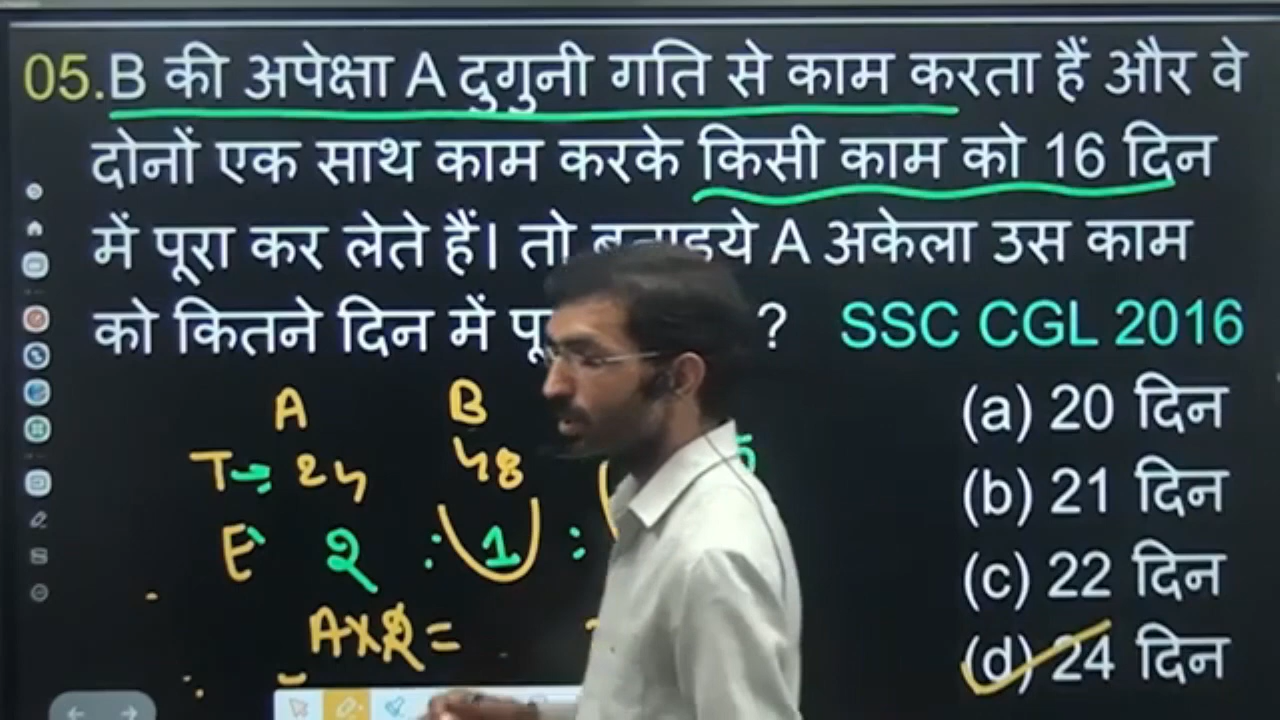 05.B की अपेक्षा A दुगुनी गति से काम करता हैं और वे
दोनों एक साथ काम करके किसी काम को 16 दिन
में पूरा कर लेते हैं। तो A अकेला उस काम
को कितने दिन में ? SSC CGL 2016
(a) 20 दिन
(b) 21 दिन
(c) 22 दिन
(d) 24 दिन
A B
T→ 24 48
E 2 : 1 :